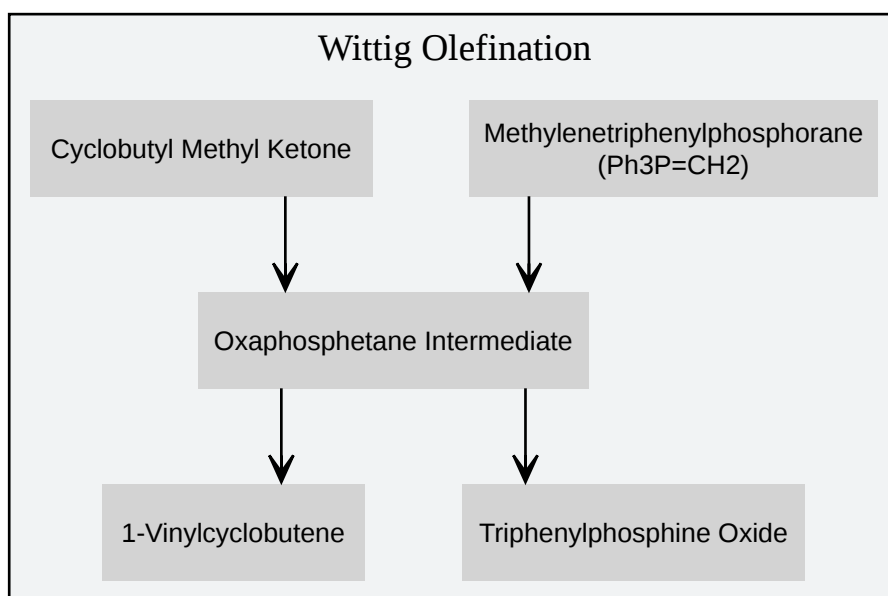 Wittig Olefination
Cyclobutyl Methyl Ketone
Methylenetriphenylphosphorane
(Ph3P=CH2)
Oxaphosphetane Intermediate
1-Vinylcyclobutene
Triphenylphosphine Oxide